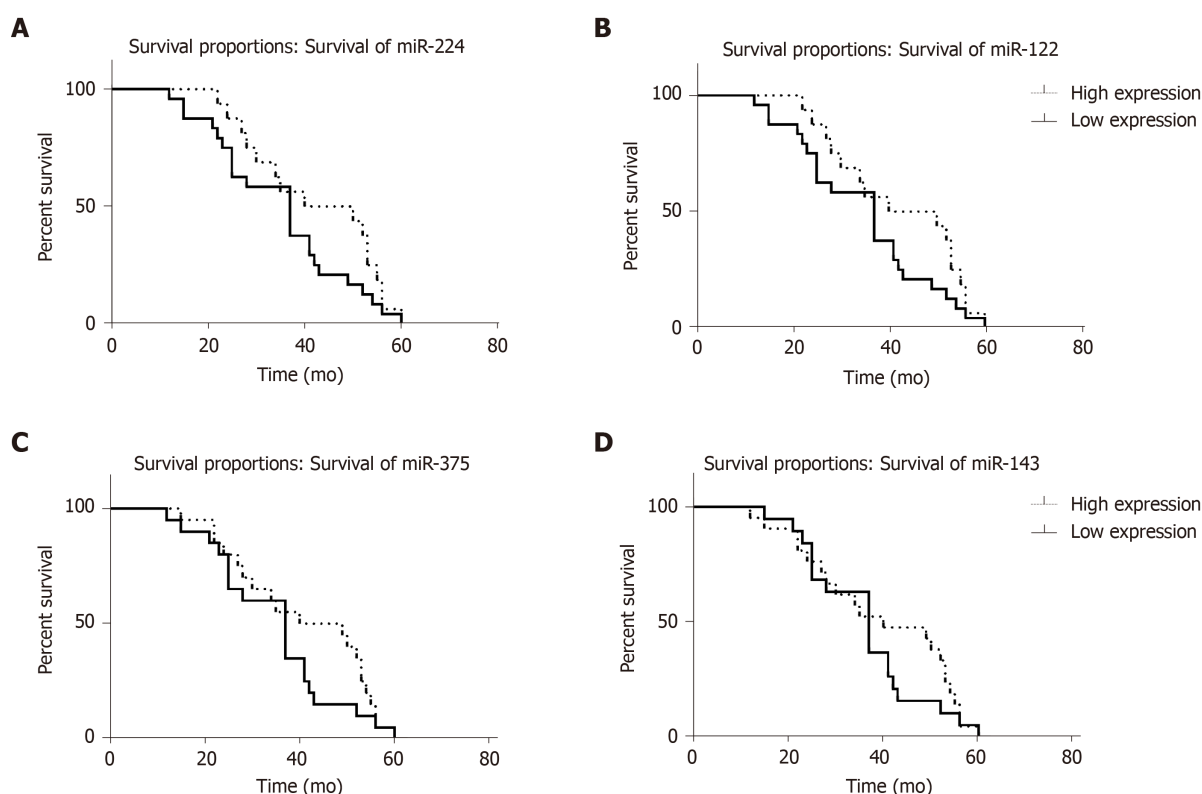 A
Survival proportions: Survival of miR-224
100
50
0
Percent survival
0 20 40 60 80
Time (mo)
B
Survival proportions: Survival of miR-122
100
50
0
Percent survival
0 20 40 60 80
Time (mo)
High expression
Low expression
C
Survival proportions: Survival of miR-375
100
50
0
Percent survival
0 20 40 60 80
Time (mo)
D
Survival proportions: Survival of miR-143
100
50
0
Percent survival
0 20 40 60 80
Time (mo)
High expression
Low expression